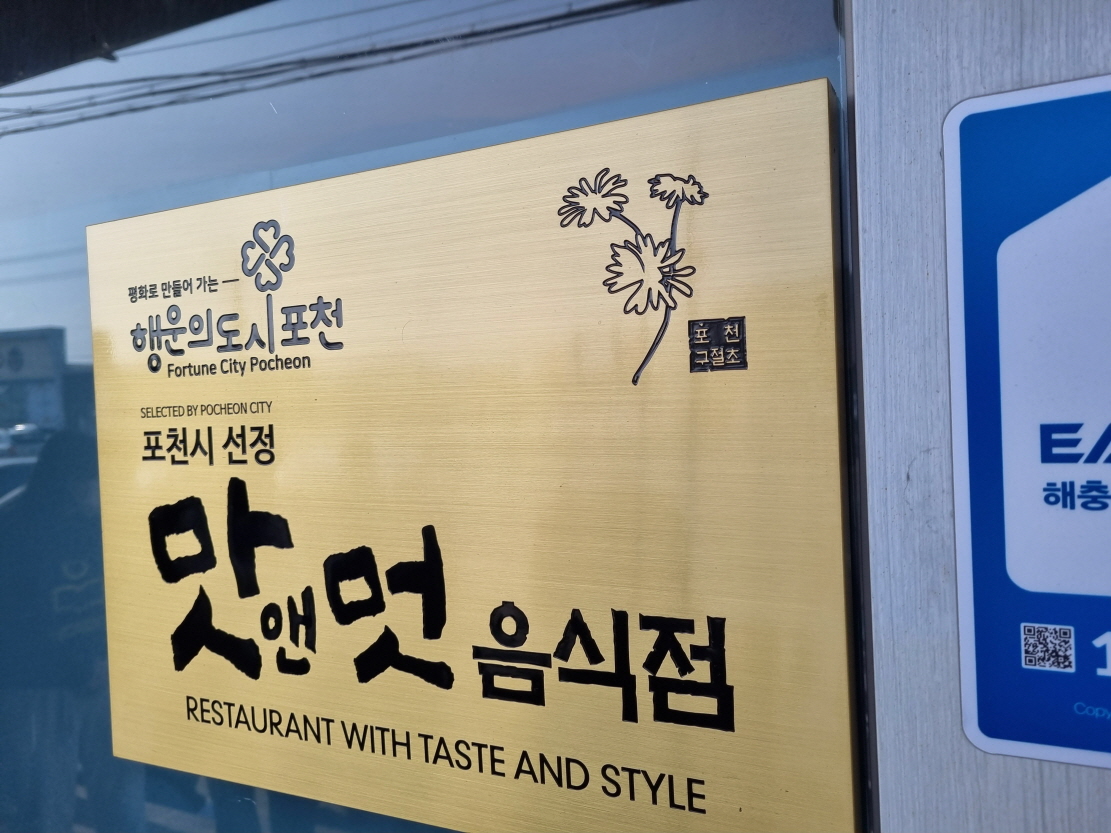 평화로 만들어 가는
행운의도시포천
Fortune City Pocheon
포 천
구절초
SELECTED BY POCHEON CITY
포천시 선정
맛앤멋 음식점
RESTAURANT WITH TASTE AND STYLE
해충